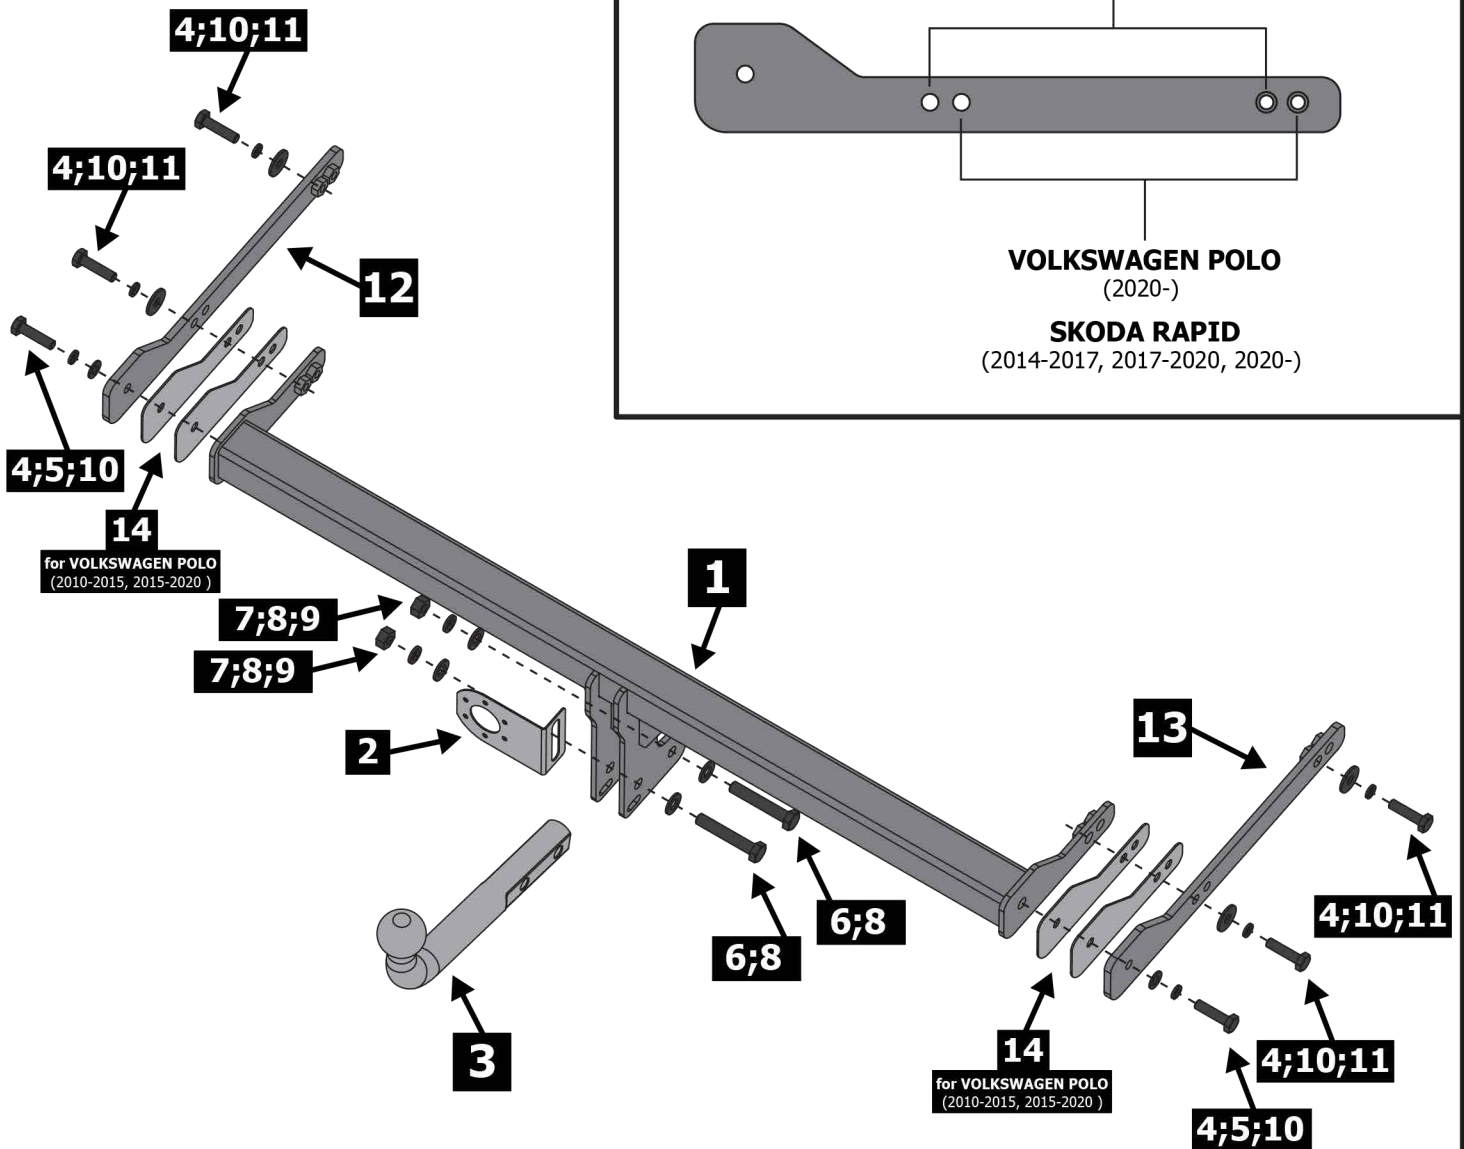 4;10;11
4;10;11
12
4;5;10
14
for VOLKSWAGEN POLO
(2010-2015, 2015-2020 )
VOLKSWAGEN POLO
(2020-)
SKODA RAPID
(2014-2017, 2017-2020, 2020-)
7;8;9
7;8;9
1
2
13
3
6;8
6;8
4;10;11
14
for VOLKSWAGEN POLO
(2010-2015, 2015-2020 )
4;10;11
4;5;10